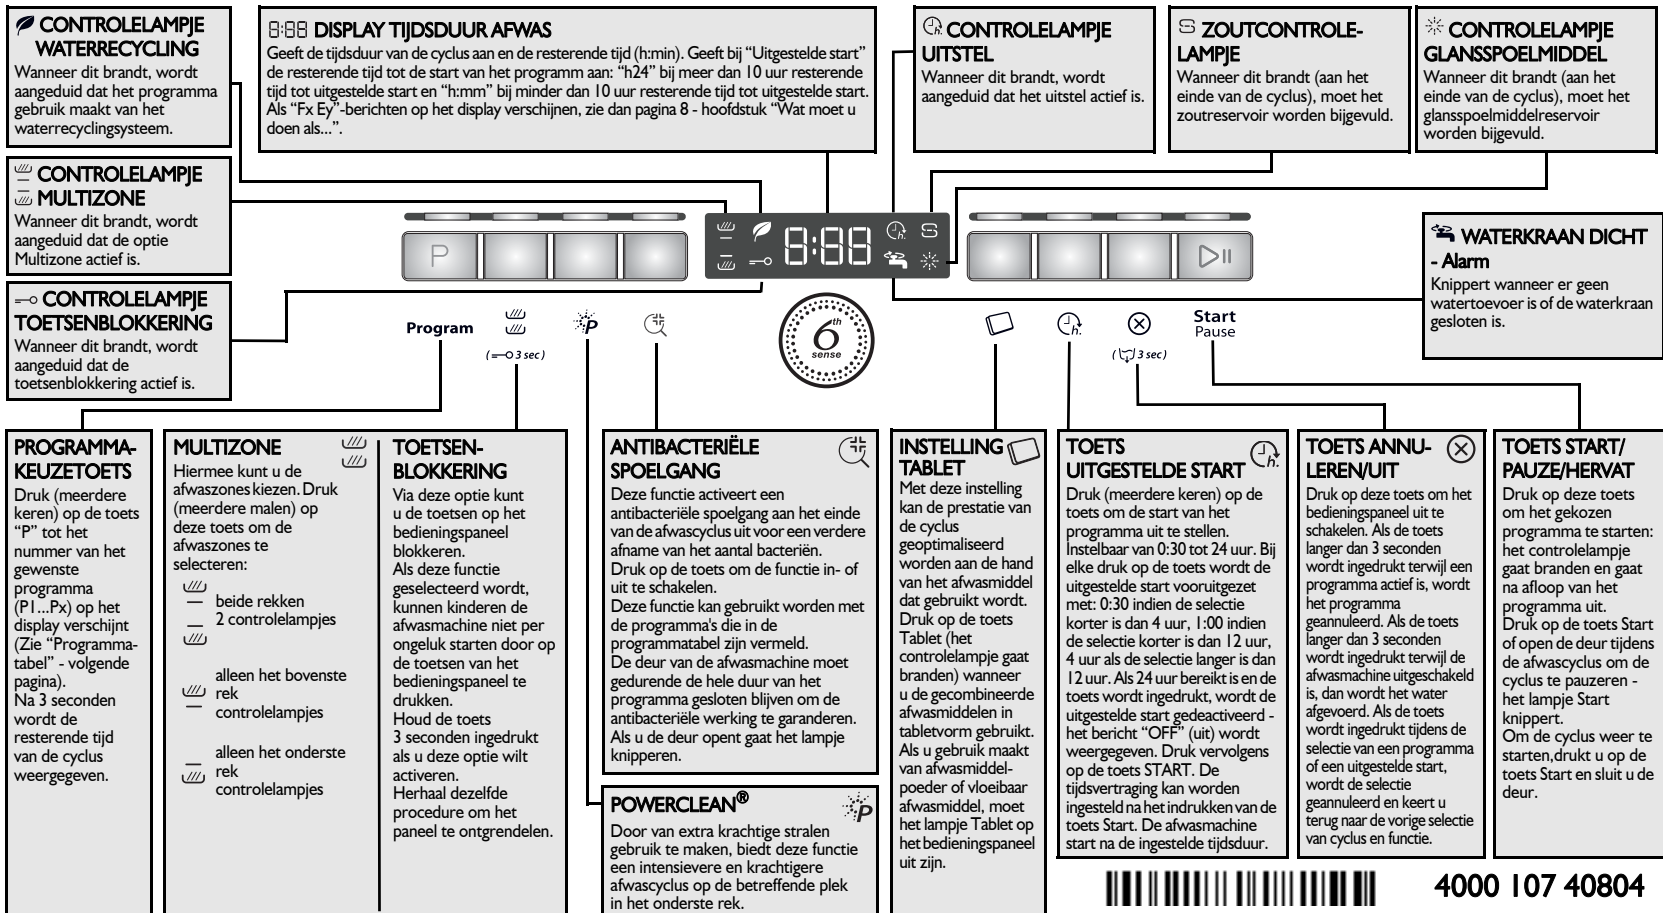 CONTROLELAMPJE
WATERRECYCLING
Wanneer dit brandt, wordt
aangeduid dat het programma
gebruik maakt van het
waterrecyclingsysteem.
8:88 DISPLAY TIJDSDUUR AFWAS
Geeft de tijdsduur van de cyclus aan en de resterende tijd (h:min). Geeft bij “Uitgestelde start”
de resterende tijd tot de start van het programma aan: “h24” bij meer dan 10 uur resterende
tijd tot uitgestelde start en “h:mm” bij minder dan 10 uur resterende tijd tot uitgestelde start.
Als “Fx Ey”-berichten op het display verschijnen, zie dan pagina 8 - hoofdstuk “Wat moet u
doen als...”.
h. CONTROLELAMPJE
UITSTEL
Wanneer dit brandt, wordt
aangeduid dat het uitstel actief is.
ZOUTCONTROLE-
LAMPJE
Wanneer dit brandt (aan het
einde van de cyclus), moet het
zoutreservoir worden bijgevuld.
CONTROLELAMPJE
GLANSSPOELMIDDEL
Wanneer dit brandt (aan het
einde van de cyclus), moet het
glansspoelmiddelreservoir
worden bijgevuld.
CONTROLELAMPJE
MULTIZONE
Wanneer dit brandt, wordt
aangeduid dat de optie
Multizone actief is.
CONTROLELAMPJE
TOETSENBLOKKERING
Wanneer dit brandt, wordt
aangeduid dat de
toetsenblokkering actief is.
P
8:88
h.
WATERKRAAN DICHT
- Alarm
Knippert wanneer er geen
watertoevoer is of de waterkraan
gesloten is.
Program
(3 sec)
P
6th
sense
h.
(3 sec)
Start
Pause
PROGRAMMA-
KEUZETOETS
Druk (meerdere
keren) op de toets
“P” tot het
nummer van het
gewenste
programma
(P1...Px) op het
display verschijnt
(Zie “Programma-
tabel” - volgende
pagina).
Na 3 seconden
wordt de
resterende tijd
van de cyclus
weergegeven.
MULTIZONE
Hiermee kunt u de
afwaszones kiezen. Druk
(meerdere malen) op
deze toets om de
afwaszones te
selecteren:
beide rekken
2 controlelampjes
alleen het bovenste
rek
controlelampjes
alleen het onderste
rek
controlelampjes
TOETSEN-
BLOKKERING
Via deze optie kunt
u de toetsen op het
bedieningspaneel
blokkeren.
Als deze functie
geselecteerd wordt,
kunnen kinderen de
afwasmachine niet per
ongeluk starten door op
de toetsen van het
bedieningspaneel te
drukken.
Houd de toets
3 seconden ingedrukt
als u deze optie wilt
activeren.
Herhaal dezelfde
procedure om het
paneel te ontgrendelen.
ANTIBACTERIËLE
SPOELGANG
Deze functie activeert een
antibacteriële spoelgang aan het einde
van de afwascyclus uit voor een verdere
afname van het aantal bacteriën.
Druk op de toets om de functie in- of
uit te schakelen.
Deze functie kan gebruikt worden met
de programma's die in de
programmatabel zijn vermeld.
De deur van de afwasmachine moet
gedurende de hele duur van het
programma gesloten blijven om de
antibacteriële werking te garanderen.
Als u de deur opent gaat het lampje
knipperen.
POWERCLEAN®
P
Door van extra krachtige stralen
gebruik te maken, biedt deze functie
een intensievere en krachtigere
afwascyclus op de betreffende plek
in het onderste rek.
INSTELLING
TABLET
Met deze instelling
kan de prestatie van
de cyclus
geoptimaliseerd
worden aan de hand
van het afwasmiddel
dat gebruikt wordt.
Druk op de toets
Tablet (het
controlelampje gaat
branden) wanneer
u de gecombineerde
afwasmiddelen in
tabletvorm gebruikt.
Als u gebruik maakt
van afwasmiddel-
poeder of vloeibaar
afwasmiddel, moet
het lampje Tablet op
het bedieningspaneel
uit zijn.
TOETS
UITGESTELDE START
h.
Druk (meerdere keren) op de
toets om de start van het
programma uit te stellen.
Instelbaar van 0:30 tot 24 uur. Bij
elke druk op de toets wordt de
uitgestelde start vooruitgezet
met: 0:30 indien de selectie
korter is dan 4 uur, 1:00 indien
de selectie korter is dan 12 uur,
4 uur als de selectie langer is dan
12 uur. Als 24 uur bereikt is en de
toets wordt ingedrukt, wordt de
uitgestelde start gedeactiveerd -
het bericht “OFF” (uit) wordt
weergegeven. Druk vervolgens
op de toets START. De
tijdsvertraging kan worden
ingesteld na het indrukken van de
toets Start. De afwasmachine
start na de ingestelde tijdsduur.
TOETS ANNU-
LEREN/UIT
Druk op deze toets om het
bedieningspaneel uit te
schakelen. Als de toets
langer dan 3 seconden
wordt ingedrukt terwijl een
programma actief is, wordt
het programma
geannuleerd. Als de toets
langer dan 3 seconden
wordt ingedrukt terwijl de
afwasmachine uitgeschakeld
is, dan wordt het water
afgevoerd. Als de toets
wordt ingedrukt tijdens de
selectie van een programma
of een uitgestelde start,
wordt de selectie
geannuleerd en keert u
terug naar de vorige selectie
van cyclus en functie.
TOETS START/
PAUZE/HERVAT
Druk op deze toets
om het gekozen
programma te starten:
het controlelampje
gaat branden en gaat
na afloop van het
programma uit.
Druk op de toets Start
of open de deur tijdens
de afwascyclus om de
cyclus te pauzeren -
het lampje Start
knippert.
Om de cyclus weer te
starten,drukt u op de
toets Start en sluit u de
deur.
4000 107 40804